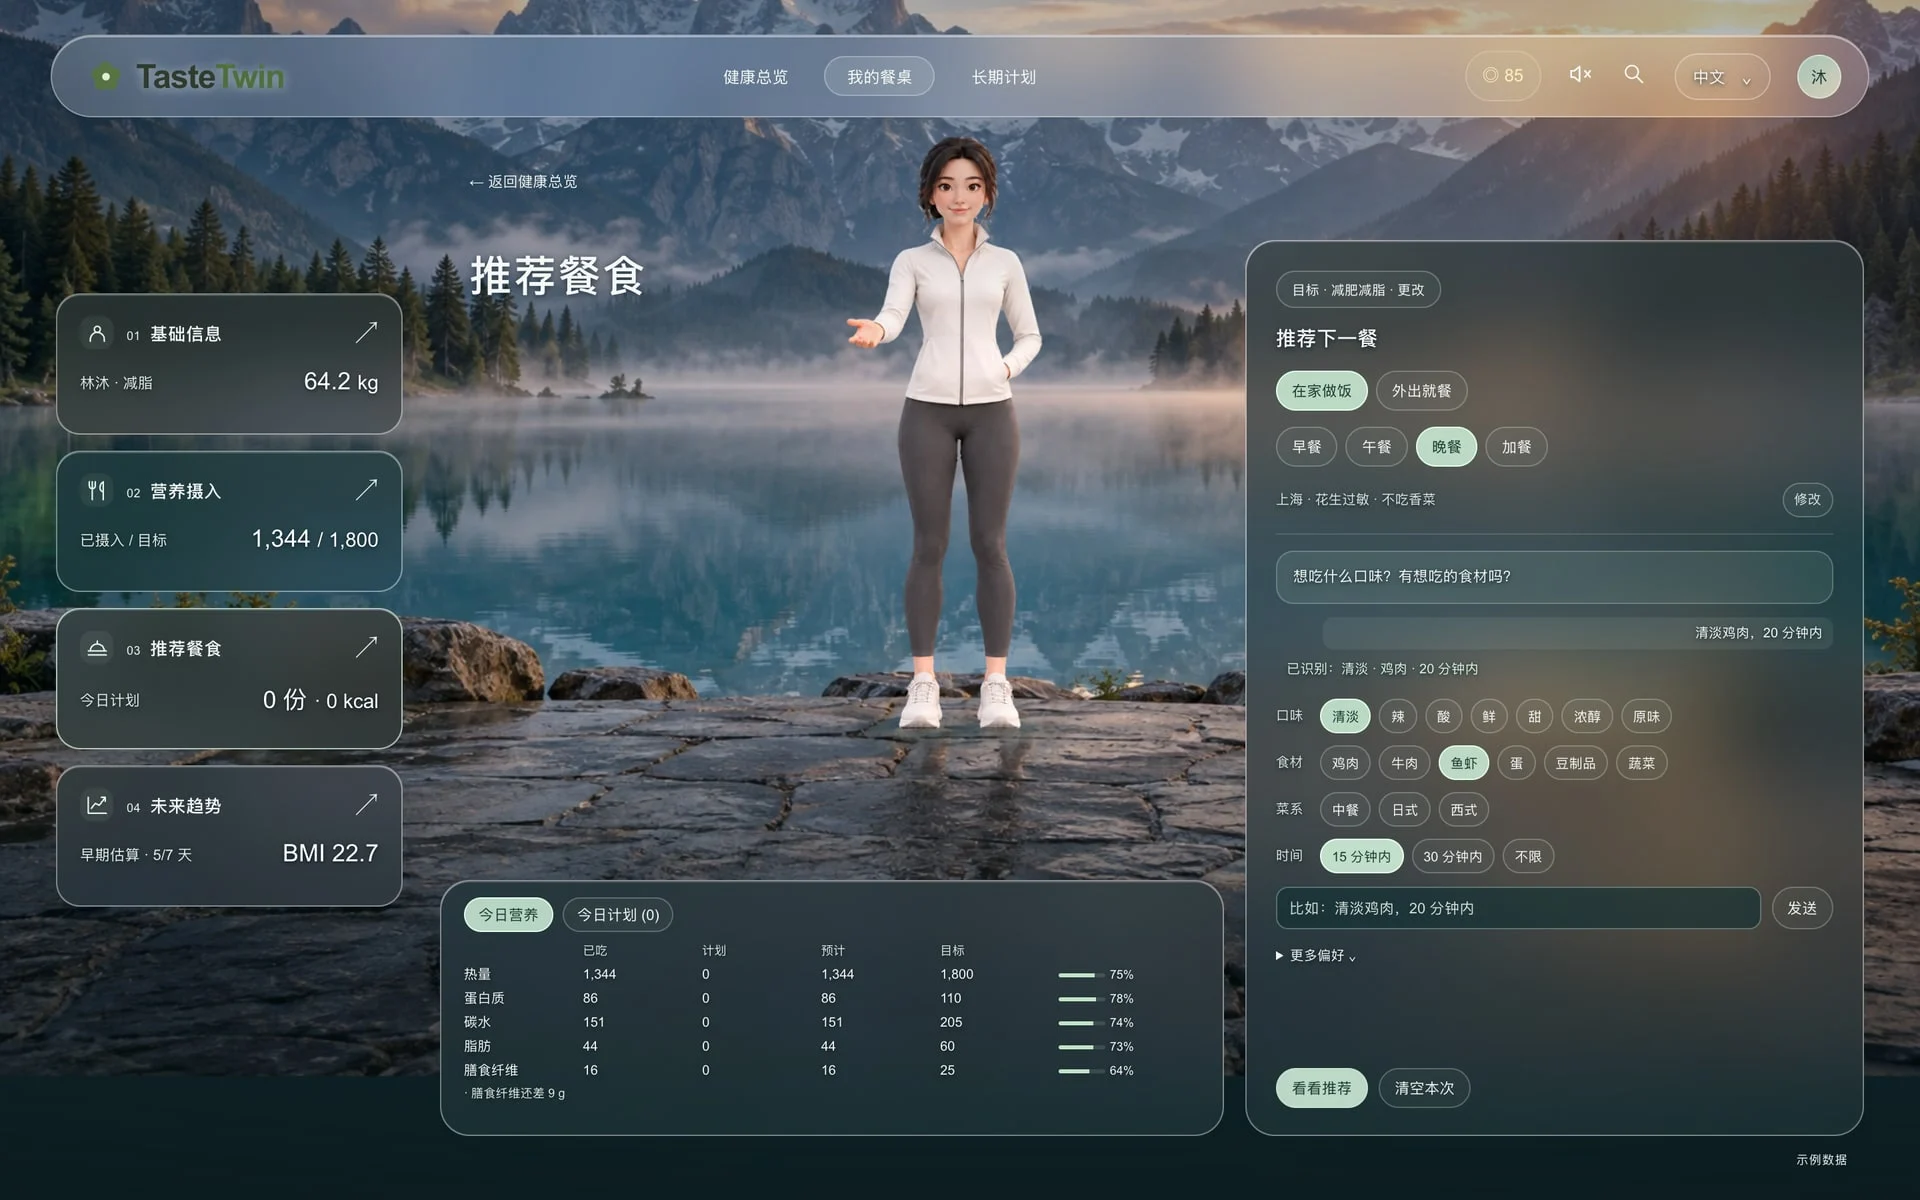 TasteTwin
健康总览 我的餐桌 长期计划
85 中文 沐
← 返回健康总览
推荐餐食
01 基础信息
林沐 · 减脂 64.2 kg
02 营养摄入
已摄入 / 目标 1,344 / 1,800
03 推荐餐食
今日计划 0 份 · 0 kcal
04 未来趋势
早期估算 · 5/7 天 BMI 22.7
今日营养 今日计划 (0)
已吃 计划 预计 目标
热量 1,344 0 1,344 1,800 75%
蛋白质 86 0 86 110 78%
碳水 151 0 151 205 74%
脂肪 44 0 44 60 73%
膳食纤维 16 0 16 25 64%
· 膳食纤维还差 9 g
目标 · 减肥减脂 · 更改
推荐下一餐
在家做饭 外出就餐
早餐 午餐 晚餐 加餐
上海 · 花生过敏 · 不吃香菜 修改
想吃什么口味？有想吃的食材吗？
清淡鸡肉，20 分钟内
已识别：清淡 · 鸡肉 · 20 分钟内
口味 清淡 辣 酸 鲜 甜 浓醇 原味
食材 鸡肉 牛肉 鱼虾 蛋 豆制品 蔬菜
菜系 中餐 日式 西式
时间 15 分钟内 30 分钟内 不限
比如：清淡鸡肉，20 分钟内 发送
▶ 更多偏好
看看推荐 清空本次
示例数据